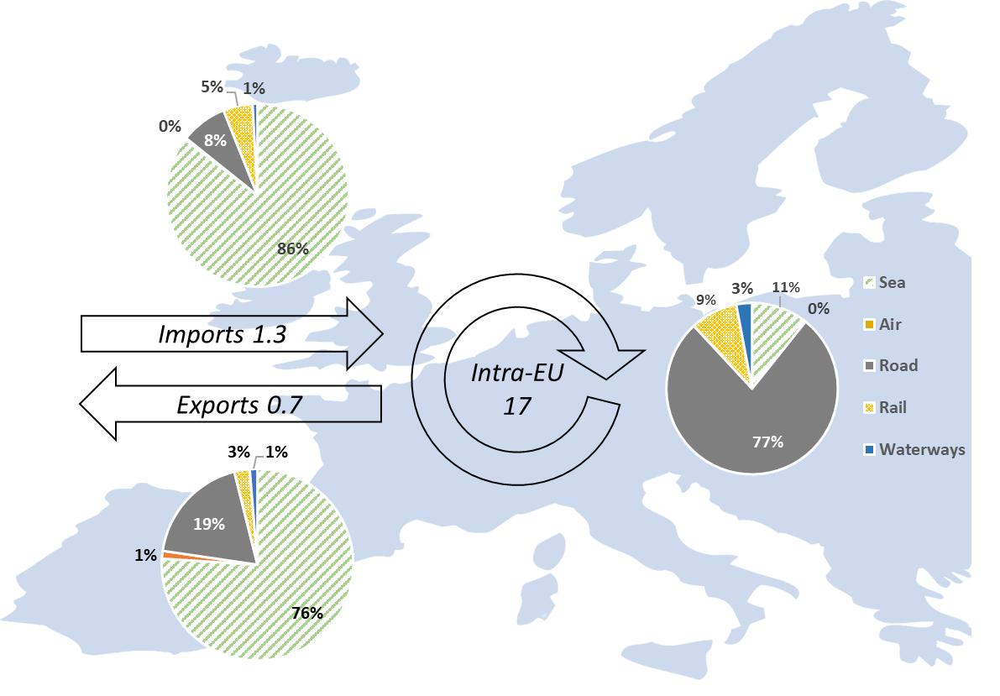 5%
1%
0%
8%
86%
Imports 1.3
Exports 0.7
3%
1%
19%
1%
76%
Intra-EU
17
9%
3%
11%
0%
77%
Sea
Air
Road
Rail
Waterways